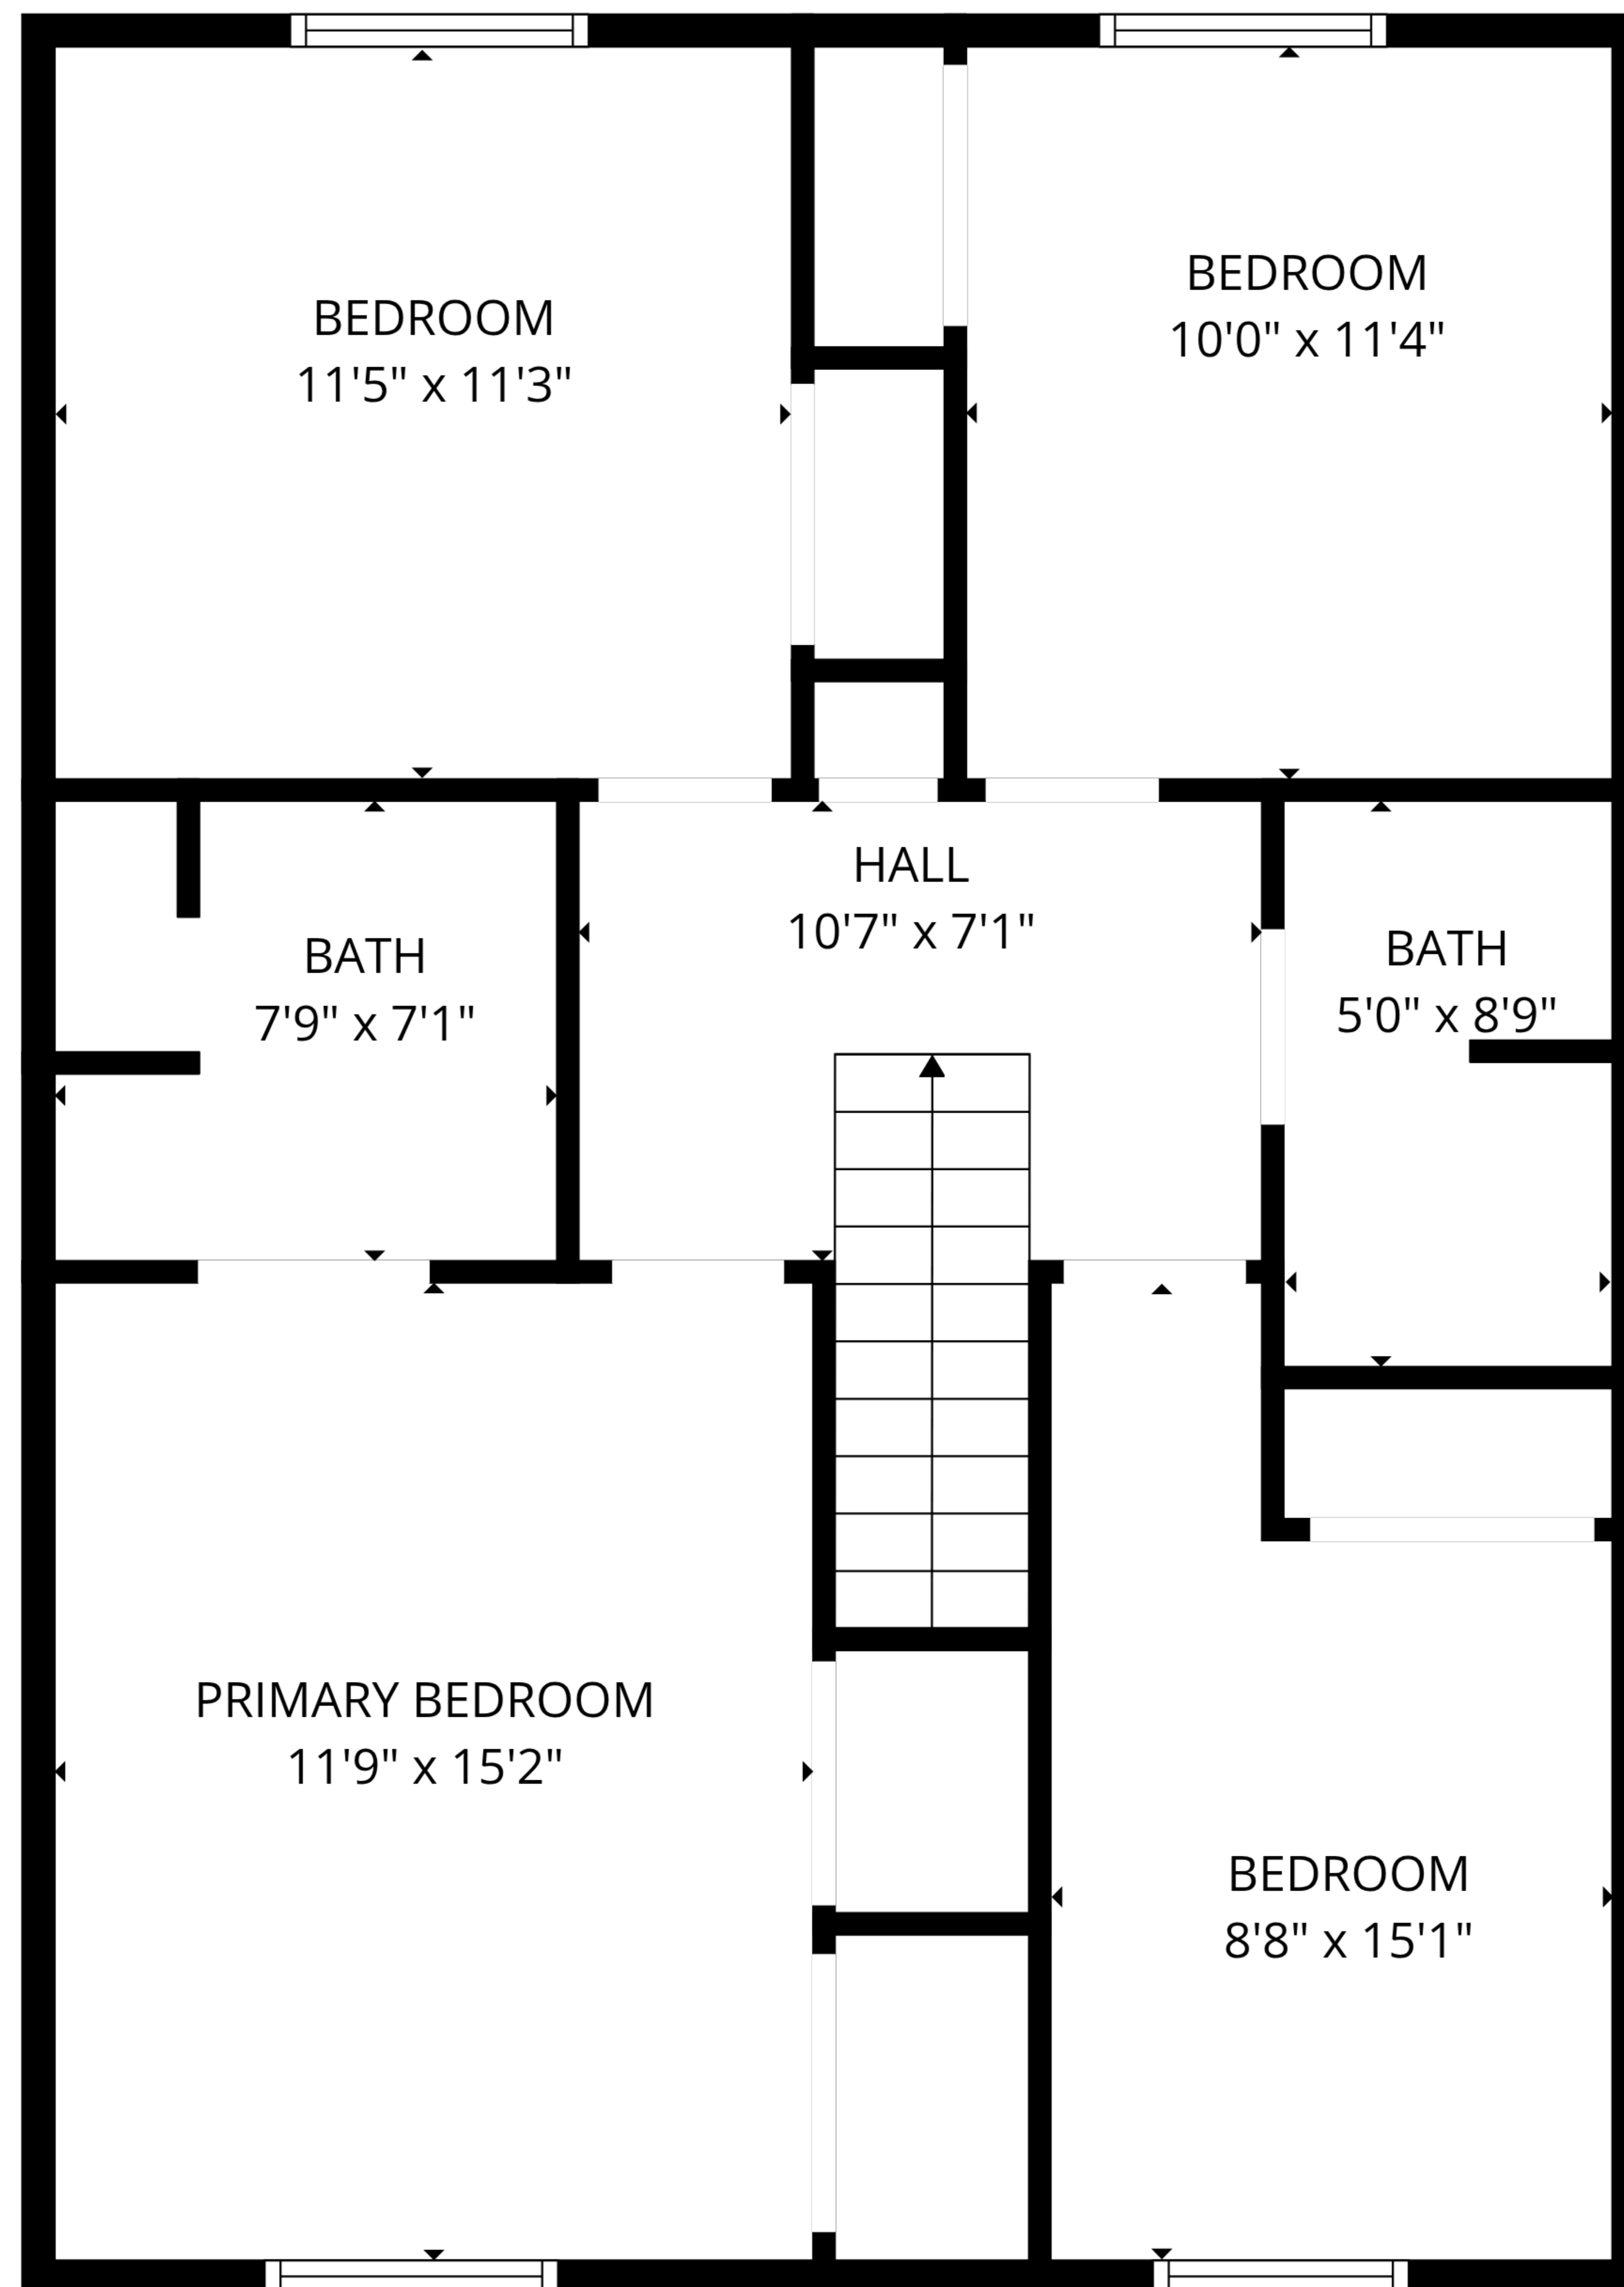 BEDROOM
11'5" x 11'3"
BEDROOM
10'0" x 11'4"
HALL
10'7" x 7'1"
BATH
7'9" x 7'1"
BATH
5'0" x 8'9"
PRIMARY BEDROOM
11'9" x 15'2"
BEDROOM
8'8" x 15'1"